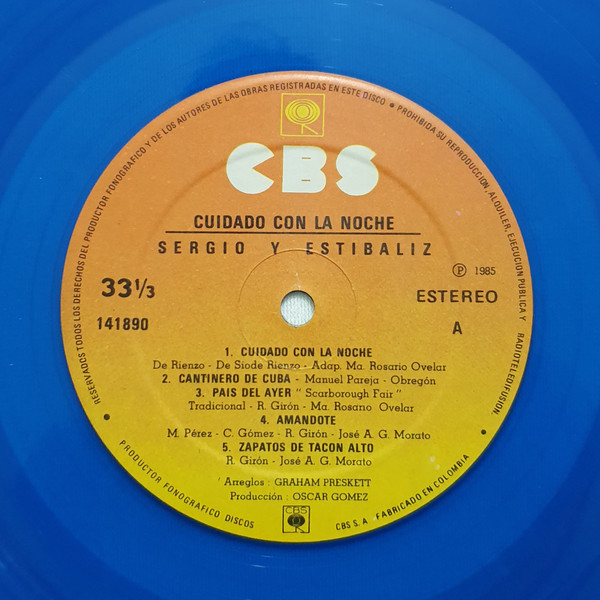 RESERVADOS TODOS LOS DERECHOS DEL PRODUCTOR FONOGRAFICO Y DE LOS AUTORES DE LAS OBRAS REGISTRADAS EN ESTE DISCO • PROHIBIDA SU REPRODUCCION, ALQUILER, EJECUCION PUBLICA Y RADIOTELEDIFUSION.
CBS
CUIDADO CON LA NOCHE
SERGIO Y ESTIBALIZ
℗ 1985
33 1/3
ESTEREO
141890
A
1. CUIDADO CON LA NOCHE
De Rienzo - De Siode Rienzo - Adap. Ma. Rosario Ovelar
2. CANTINERO DE CUBA - Manuel Pareja - Obregón
3. PAIS DEL AYER " Scarborough Fair "
Tradicional - R. Girón - Ma. Rosano Ovelar
4. AMANDOTE
M. Pérez - C. Gómez - R. Girón - José A. G. Morato
5. ZAPATOS DE TACON ALTO
R. Girón - José A. G. Morato
Arreglos : GRAHAM PRESKETT
Producción : OSCAR GOMEZ
CBS
PRODUCTOR FONOGRAFICO DISCOS CBS S.A. FABRICADO EN COLOMBIA